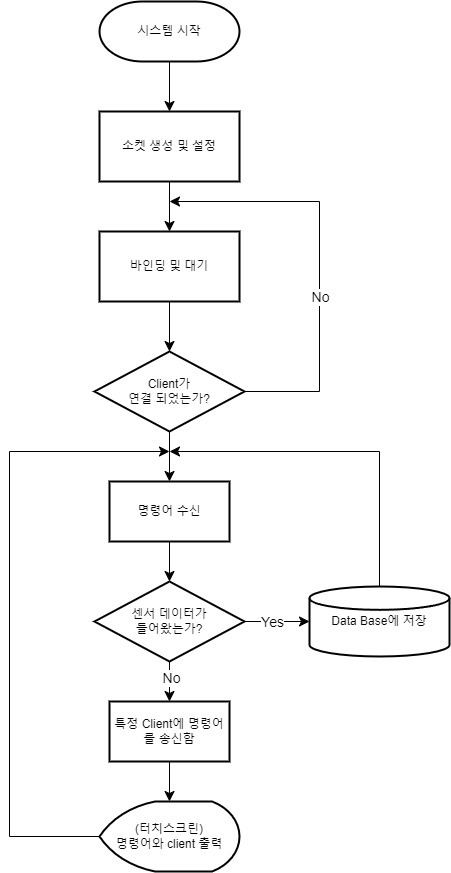 시스템 시작
소켓 생성 및 설정
바인딩 및 대기
No
Client가
연결 되었는가?
명령어 수신
센서 데이터가
들어왔는가?
Yes
Data Base에 저장
No
특정 Client에 명령어
를 송신함
(터치스크린)
명령어와 client 출력